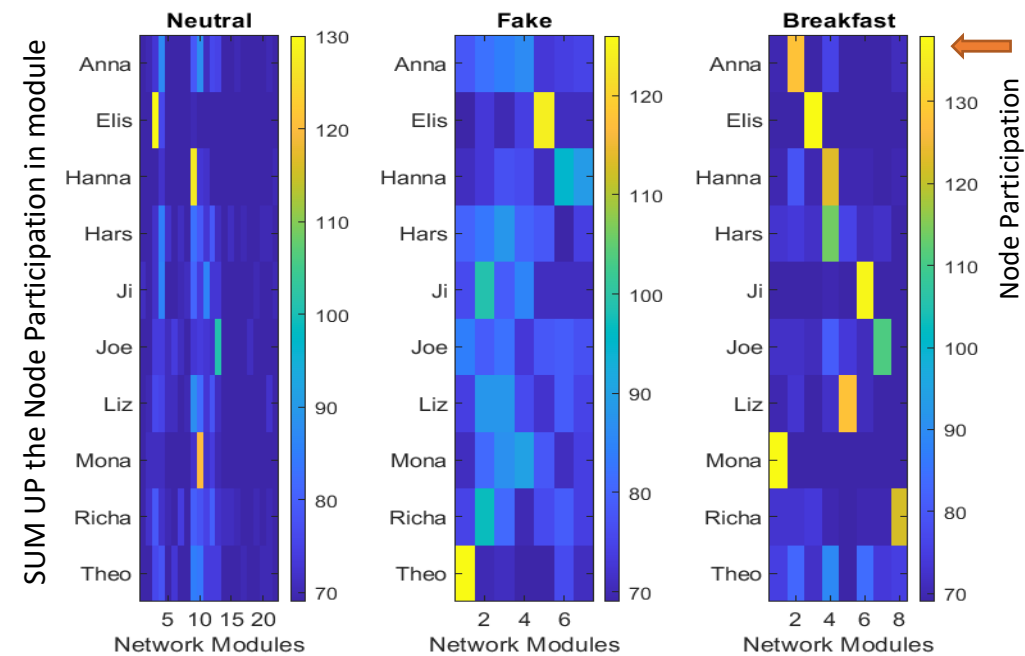 SUM UP the Node Participation in module
Neutral
Anna
Elis
Hanna
Hars
Ji
Joe
Liz
Mona
Richa
Theo
5 10 15 20
Network Modules
130
120
110
100
90
80
70
Fake
Anna
Elis
Hanna
Hars
Ji
Joe
Liz
Mona
Richa
Theo
2 4 6
Network Modules
120
110
100
90
80
70
Breakfast
Anna
Elis
Hanna
Hars
Ji
Joe
Liz
Mona
Richa
Theo
2 4 6 8
Network Modules
130
120
110
100
90
80
70
Node Participation